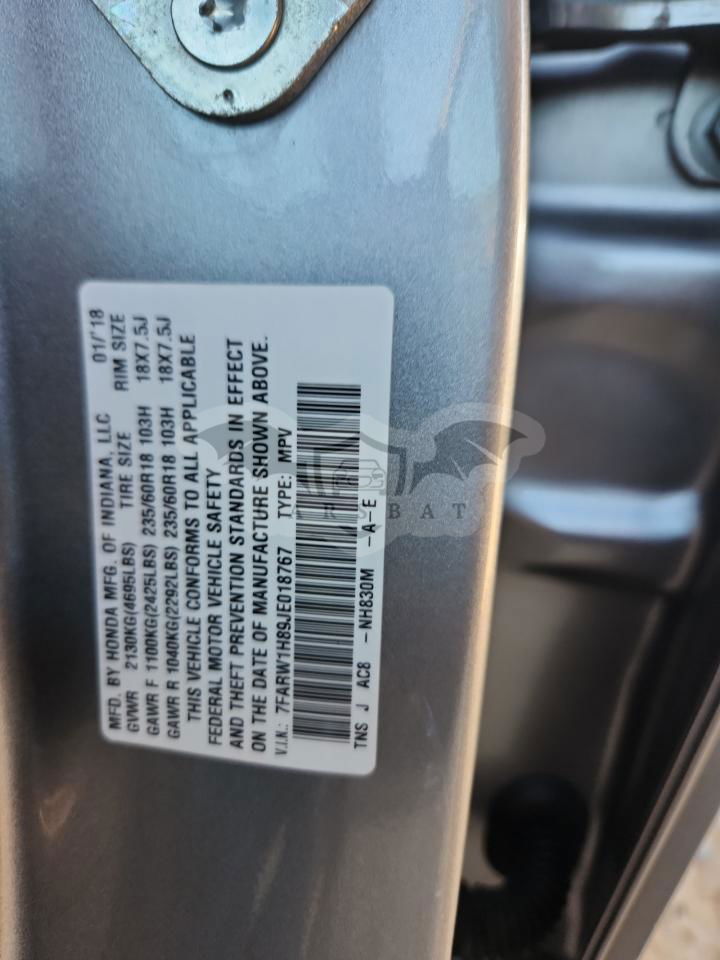 MFD. BY HONDA MFG. OF INDIANA, LLC 01/'18
GVWR 2130KG(4695LBS) TIRE SIZE RIM SIZE
GAWR F 1100KG(2425LBS) 235/60R18 103H 18X7.5J
GAWR R 1040KG(2292LBS) 235/60R18 103H 18X7.5J
THIS VEHICLE CONFORMS TO ALL APPLICABLE
FEDERAL MOTOR VEHICLE SAFETY
AND THEFT PREVENTION STANDARDS IN EFFECT
ON THE DATE OF MANUFACTURE SHOWN ABOVE.
V.I.N.: 7FARW1H89JE018767 TYPE: MPV
TNS J AC8 -NH830M -A-E